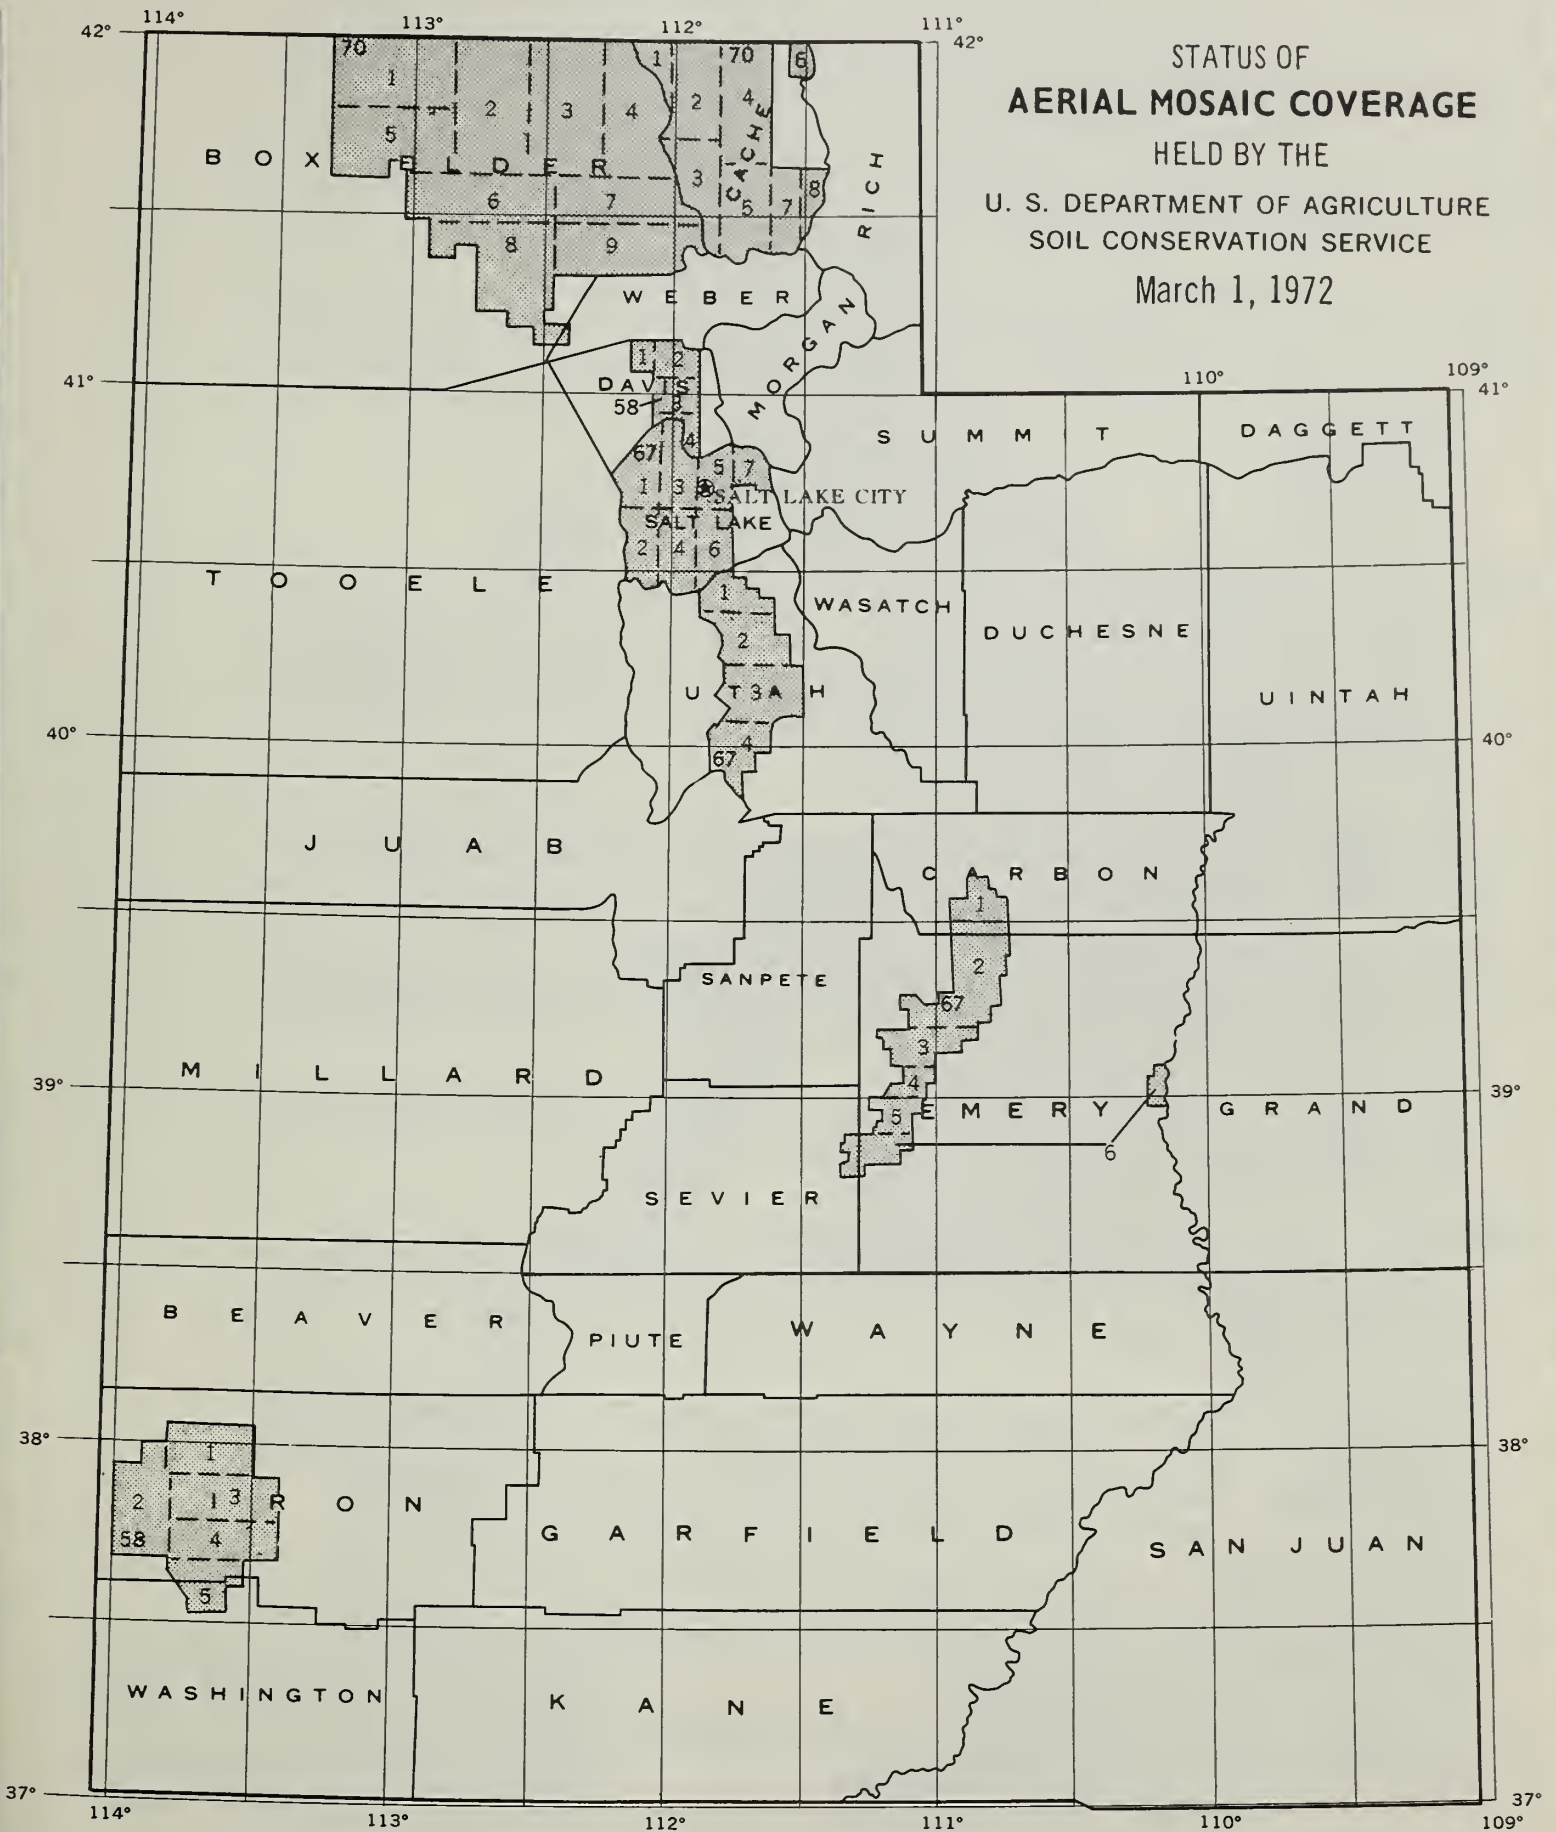 114° 113° 112° 111°
42° 42°
STATUS OF
AERIAL MOSAIC COVERAGE
HELD BY THE
U. S. DEPARTMENT OF AGRICULTURE
SOIL CONSERVATION SERVICE
March 1, 1972
70 1 70 6
1 2 3 4 2 4
5
BOX ELDER
CACHE
RICH
3 8
6 7 5 7
8 9
WEBER
MORGAN
109°
41° 110° 41°
1 2
DAVIS
58 3
4
SUMMIT
DAGGETT
67 5 7
1 3 8
SALT LAKE CITY
SALT LAKE
2 4 6
TOOELE
1
WASATCH
2
DUCHESNE
UTAH
3
UINTAH
40° 40°
4
67
JUAB
CARBON
1
2
SANPETE
67
3
MILLARD
4
39° 39°
EMERY
GRAND
5
6
SEVIER
BEAVER
PIUTE
WAYNE
38° 38°
1
2 3
IRON
58 4
GARFIELD
SAN JUAN
5
WASHINGTON
KANE
37° 37°
114° 113° 112° 111° 110° 109°